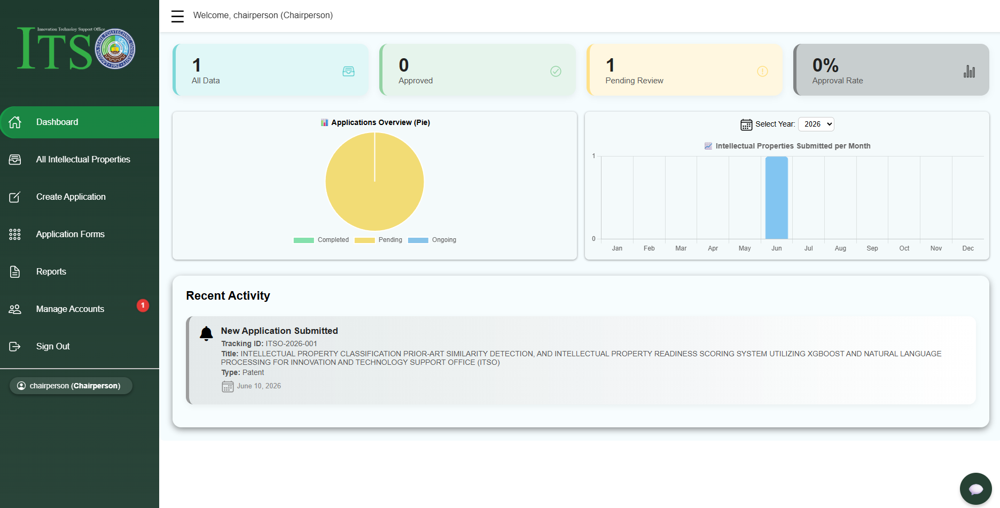 Innovation Technoloy Support Office
ITSO
LAGUNA STATE POLYTECHNIC UNIVERSITY
1952
Dashboard
All Intellectual Properties
Create Application
Application Forms
Reports
Manage Accounts
1
Sign Out
chairperson (Chairperson)
Welcome, chairperson (Chairperson)
1
All Data
0
Approved
1
Pending Review
0%
Approval Rate
Applications Overview (Pie)
Completed
Pending
Ongoing
Select Year: 2026
Intellectual Properties Submitted per Month
1
0
Jan Feb Mar Apr May Jun Jul Aug Sep Oct Nov Dec
Recent Activity
New Application Submitted
Tracking ID: ITSO-2026-001
Title: INTELLECTUAL PROPERTY CLASSIFICATION PRIOR-ART SIMILARITY DETECTION, AND INTELLECTUAL PROPERTY READINESS SCORING SYSTEM UTILIZING XGBOOST AND NATURAL LANGUAGE
PROCESSING FOR INNOVATION AND TECHNOLOGY SUPPORT OFFICE (ITSO)
Type: Patent
June 10, 2026